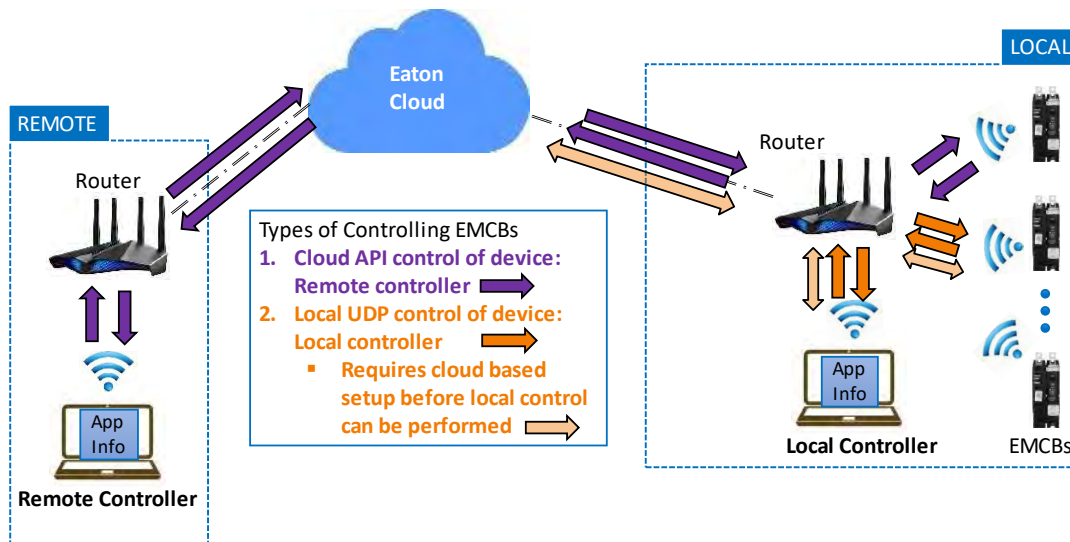 Eaton
Cloud
LOCAL
REMOTE
Router
Router
Types of Controlling EMCBs
1. Cloud API control of device:
Remote controller
2. Local UDP control of device:
Local controller
▪ Requires cloud based
setup before local control
can be performed
App
Info
Remote Controller
App
Info
Local Controller
EMCBs